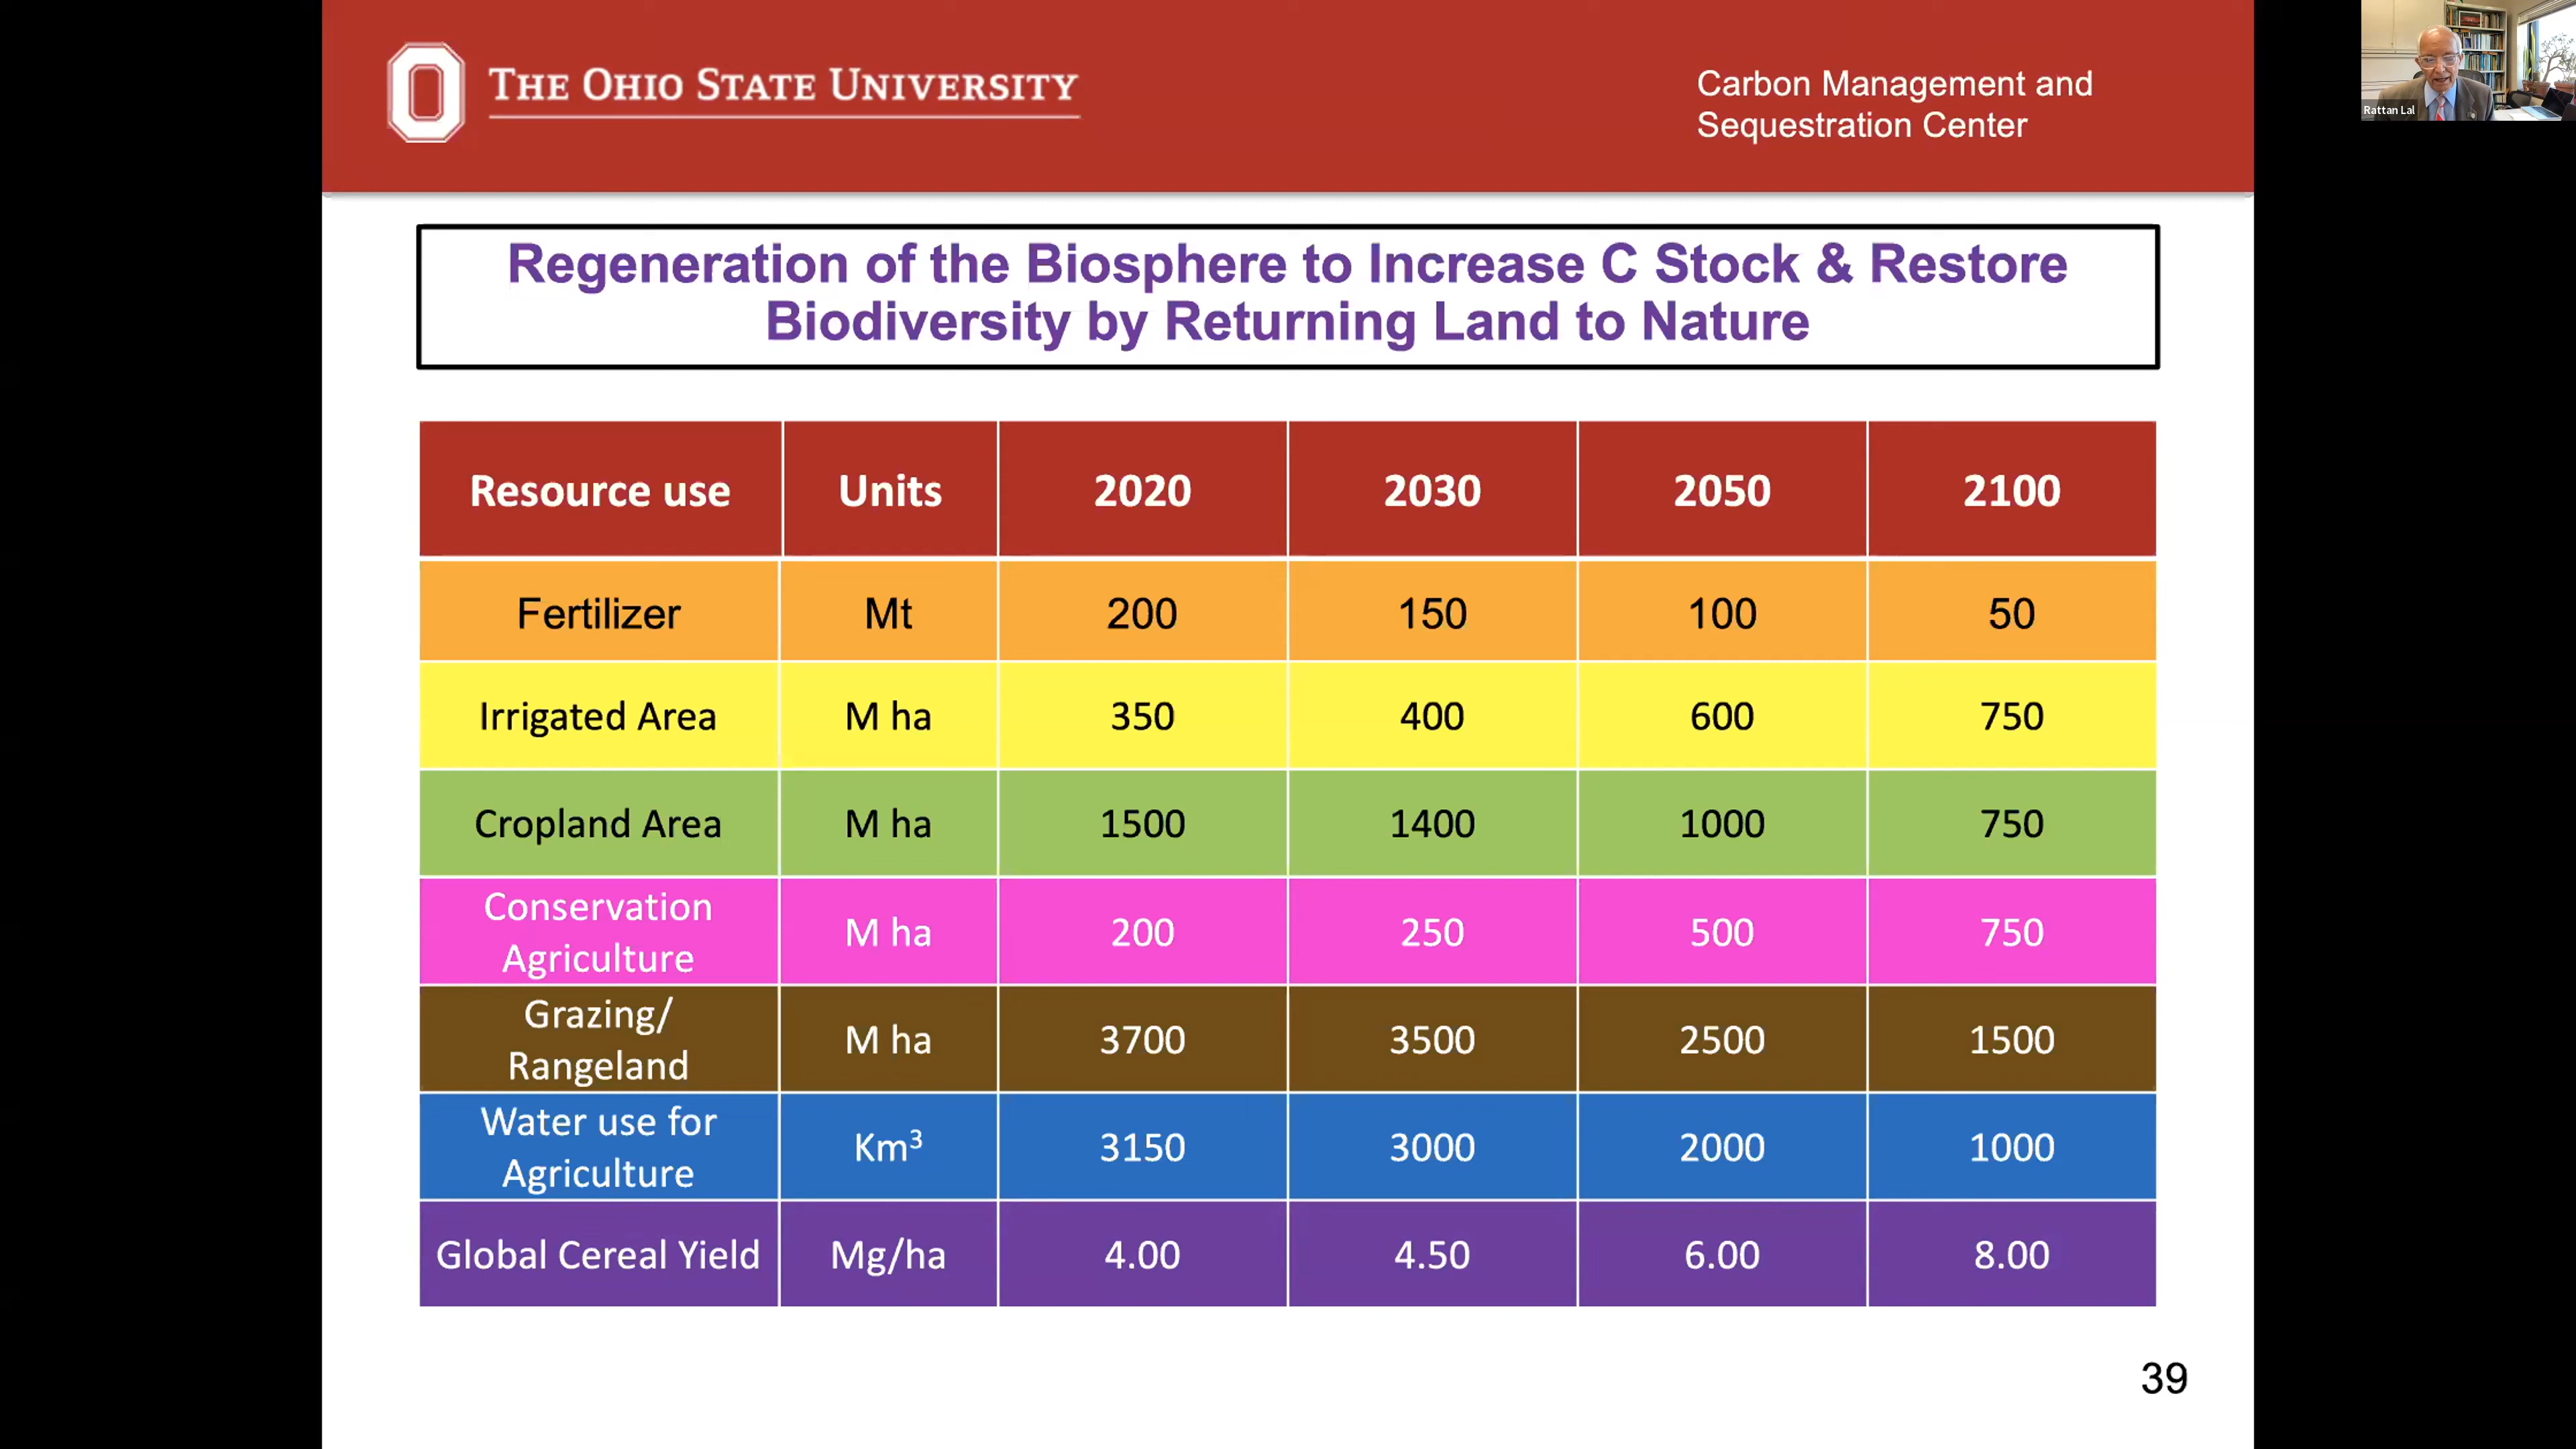 THE OHIO STATE UNIVERSITY
Carbon Management and
Sequestration Center
Rattan Lal
Regeneration of the Biosphere to Increase C Stock & Restore
Biodiversity by Returning Land to Nature
Resource use Units 2020 2030 2050 2100
Fertilizer Mt 200 150 100 50
Irrigated Area M ha 350 400 600 750
Cropland Area M ha 1500 1400 1000 750
Conservation
Agriculture M ha 200 250 500 750
Grazing/
Rangeland M ha 3700 3500 2500 1500
Water use for
Agriculture Km³ 3150 3000 2000 1000
Global Cereal Yield Mg/ha 4.00 4.50 6.00 8.00
39